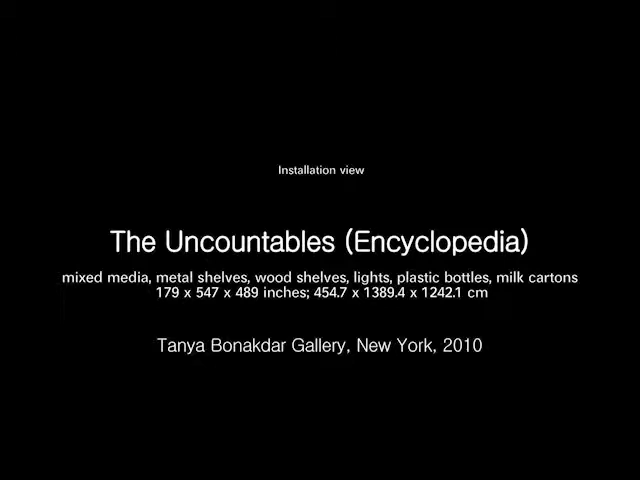 Installation view
The Uncountables (Encyclopedia)
mixed media, metal shelves, wood shelves, lights, plastic bottles, milk cartons
179 x 547 x 489 inches; 454.7 x 1389.4 x 1242.1 cm
Tanya Bonakdar Gallery, New York, 2010